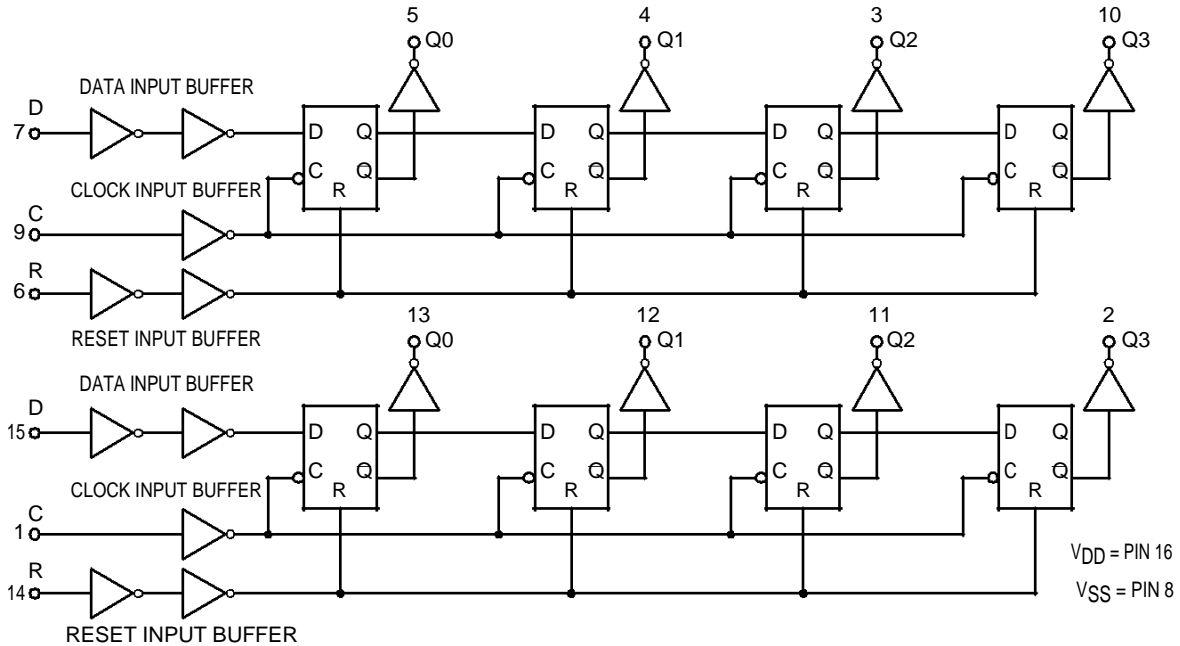 5 4 3 10
Q0 Q1 Q2 Q3
DATA INPUT BUFFER
D
7
D Q D Q D Q D Q
C Q̅ C Q̅ C Q̅ C Q̅
R R R R
CLOCK INPUT BUFFER
C
9
R
6
RESET INPUT BUFFER
13 12 11 2
Q0 Q1 Q2 Q3
DATA INPUT BUFFER
D
15
D Q D Q D Q D Q
C Q̅ C Q̅ C Q̅ C Q̅
R R R R
CLOCK INPUT BUFFER
C
1
R
14
RESET INPUT BUFFER
VDD = PIN 16
VSS = PIN 8